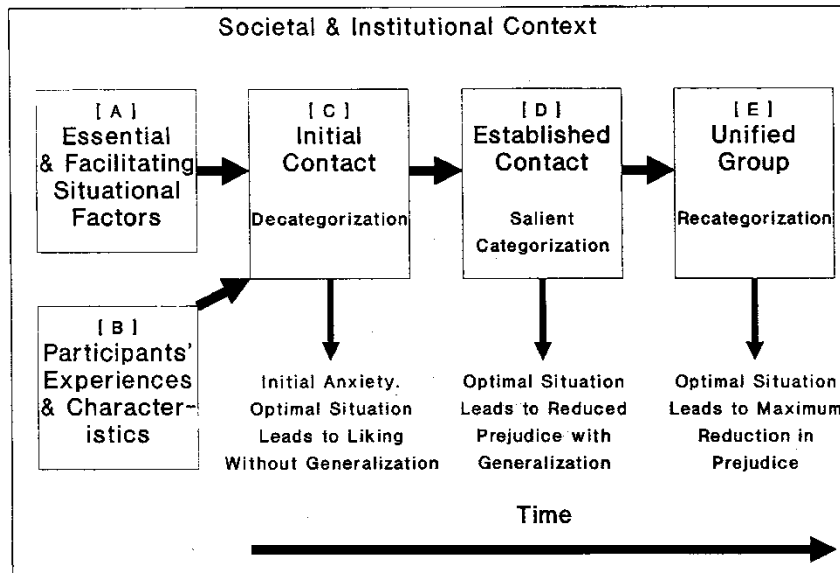 Societal & Institutional Context
[ A ]
Essential
& Facilitating
Situational
Factors
[ B ]
Participants'
Experiences
& Character-
istics
[ C ]
Initial
Contact
Decategorization
[ D ]
Established
Contact
Salient
Categorization
[ E ]
Unified
Group
Recategorization
Initial Anxiety.
Optimal Situation
Leads to Liking
Without Generalization
Optimal Situation
Leads to Reduced
Prejudice with
Generalization
Optimal Situation
Leads to Maximum
Reduction in
Prejudice
Time